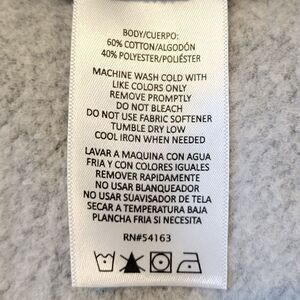 BODY/CUERPO:
60% COTTON/ALGODÓN
40% POLYESTER/POLIÉSTER
MACHINE WASH COLD WITH
LIKE COLORS ONLY
REMOVE PROMPTLY
DO NOT BLEACH
DO NOT USE FABRIC SOFTENER
TUMBLE DRY LOW
COOL IRON WHEN NEEDED
LAVAR A MAQUINA CON AGUA
FRIA Y CON COLORES IGUALES
REMOVER RAPIDAMENTE
NO USAR BLANQUEADOR
NO USAR SUAVISADOR DE TELA
SECAR A TEMPERATURA BAJA
PLANCHA FRIA SI NECESITA
RN#54163